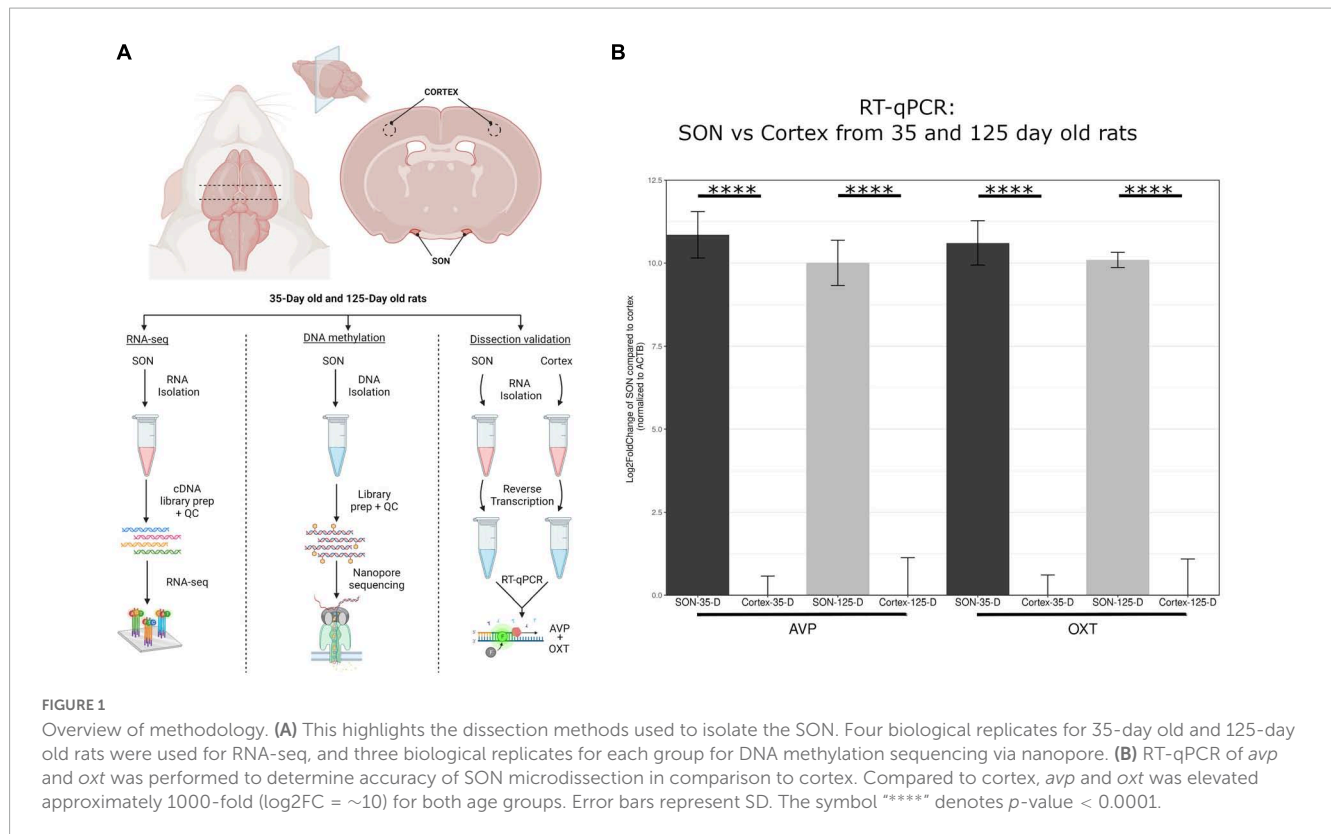 A
CORTEX
SON
35-Day old and 125-Day old rats
RNA-seq
SON
RNA
Isolation
cDNA
library prep
+ QC
RNA-seq
DNA methylation
SON
DNA
Isolation
Library
prep + QC
Nanopore
sequencing
Dissection validation
SON Cortex
RNA
Isolation
Reverse
Transcription
RT-qPCR
AVP
+
OXT
B
RT-qPCR:
SON vs Cortex from 35 and 125 day old rats
**** **** **** ****
Log2FoldChange of SON compared to cortex
(normalized to ACTB)
12.5
10.0
7.5
5.0
2.5
0.0
SON-35-D Cortex-35-D SON-125-D Cortex-125-D SON-35-D Cortex-35-D SON-125-D Cortex-125-D
AVP OXT
FIGURE 1
Overview of methodology. (A) This highlights the dissection methods used to isolate the SON. Four biological replicates for 35-day old and 125-day
old rats were used for RNA-seq, and three biological replicates for each group for DNA methylation sequencing via nanopore. (B) RT-qPCR of avp
and oxt was performed to determine accuracy of SON microdissection in comparison to cortex. Compared to cortex, avp and oxt was elevated
approximately 1000-fold (log2FC = ~10) for both age groups. Error bars represent SD. The symbol “****” denotes p-value < 0.0001.